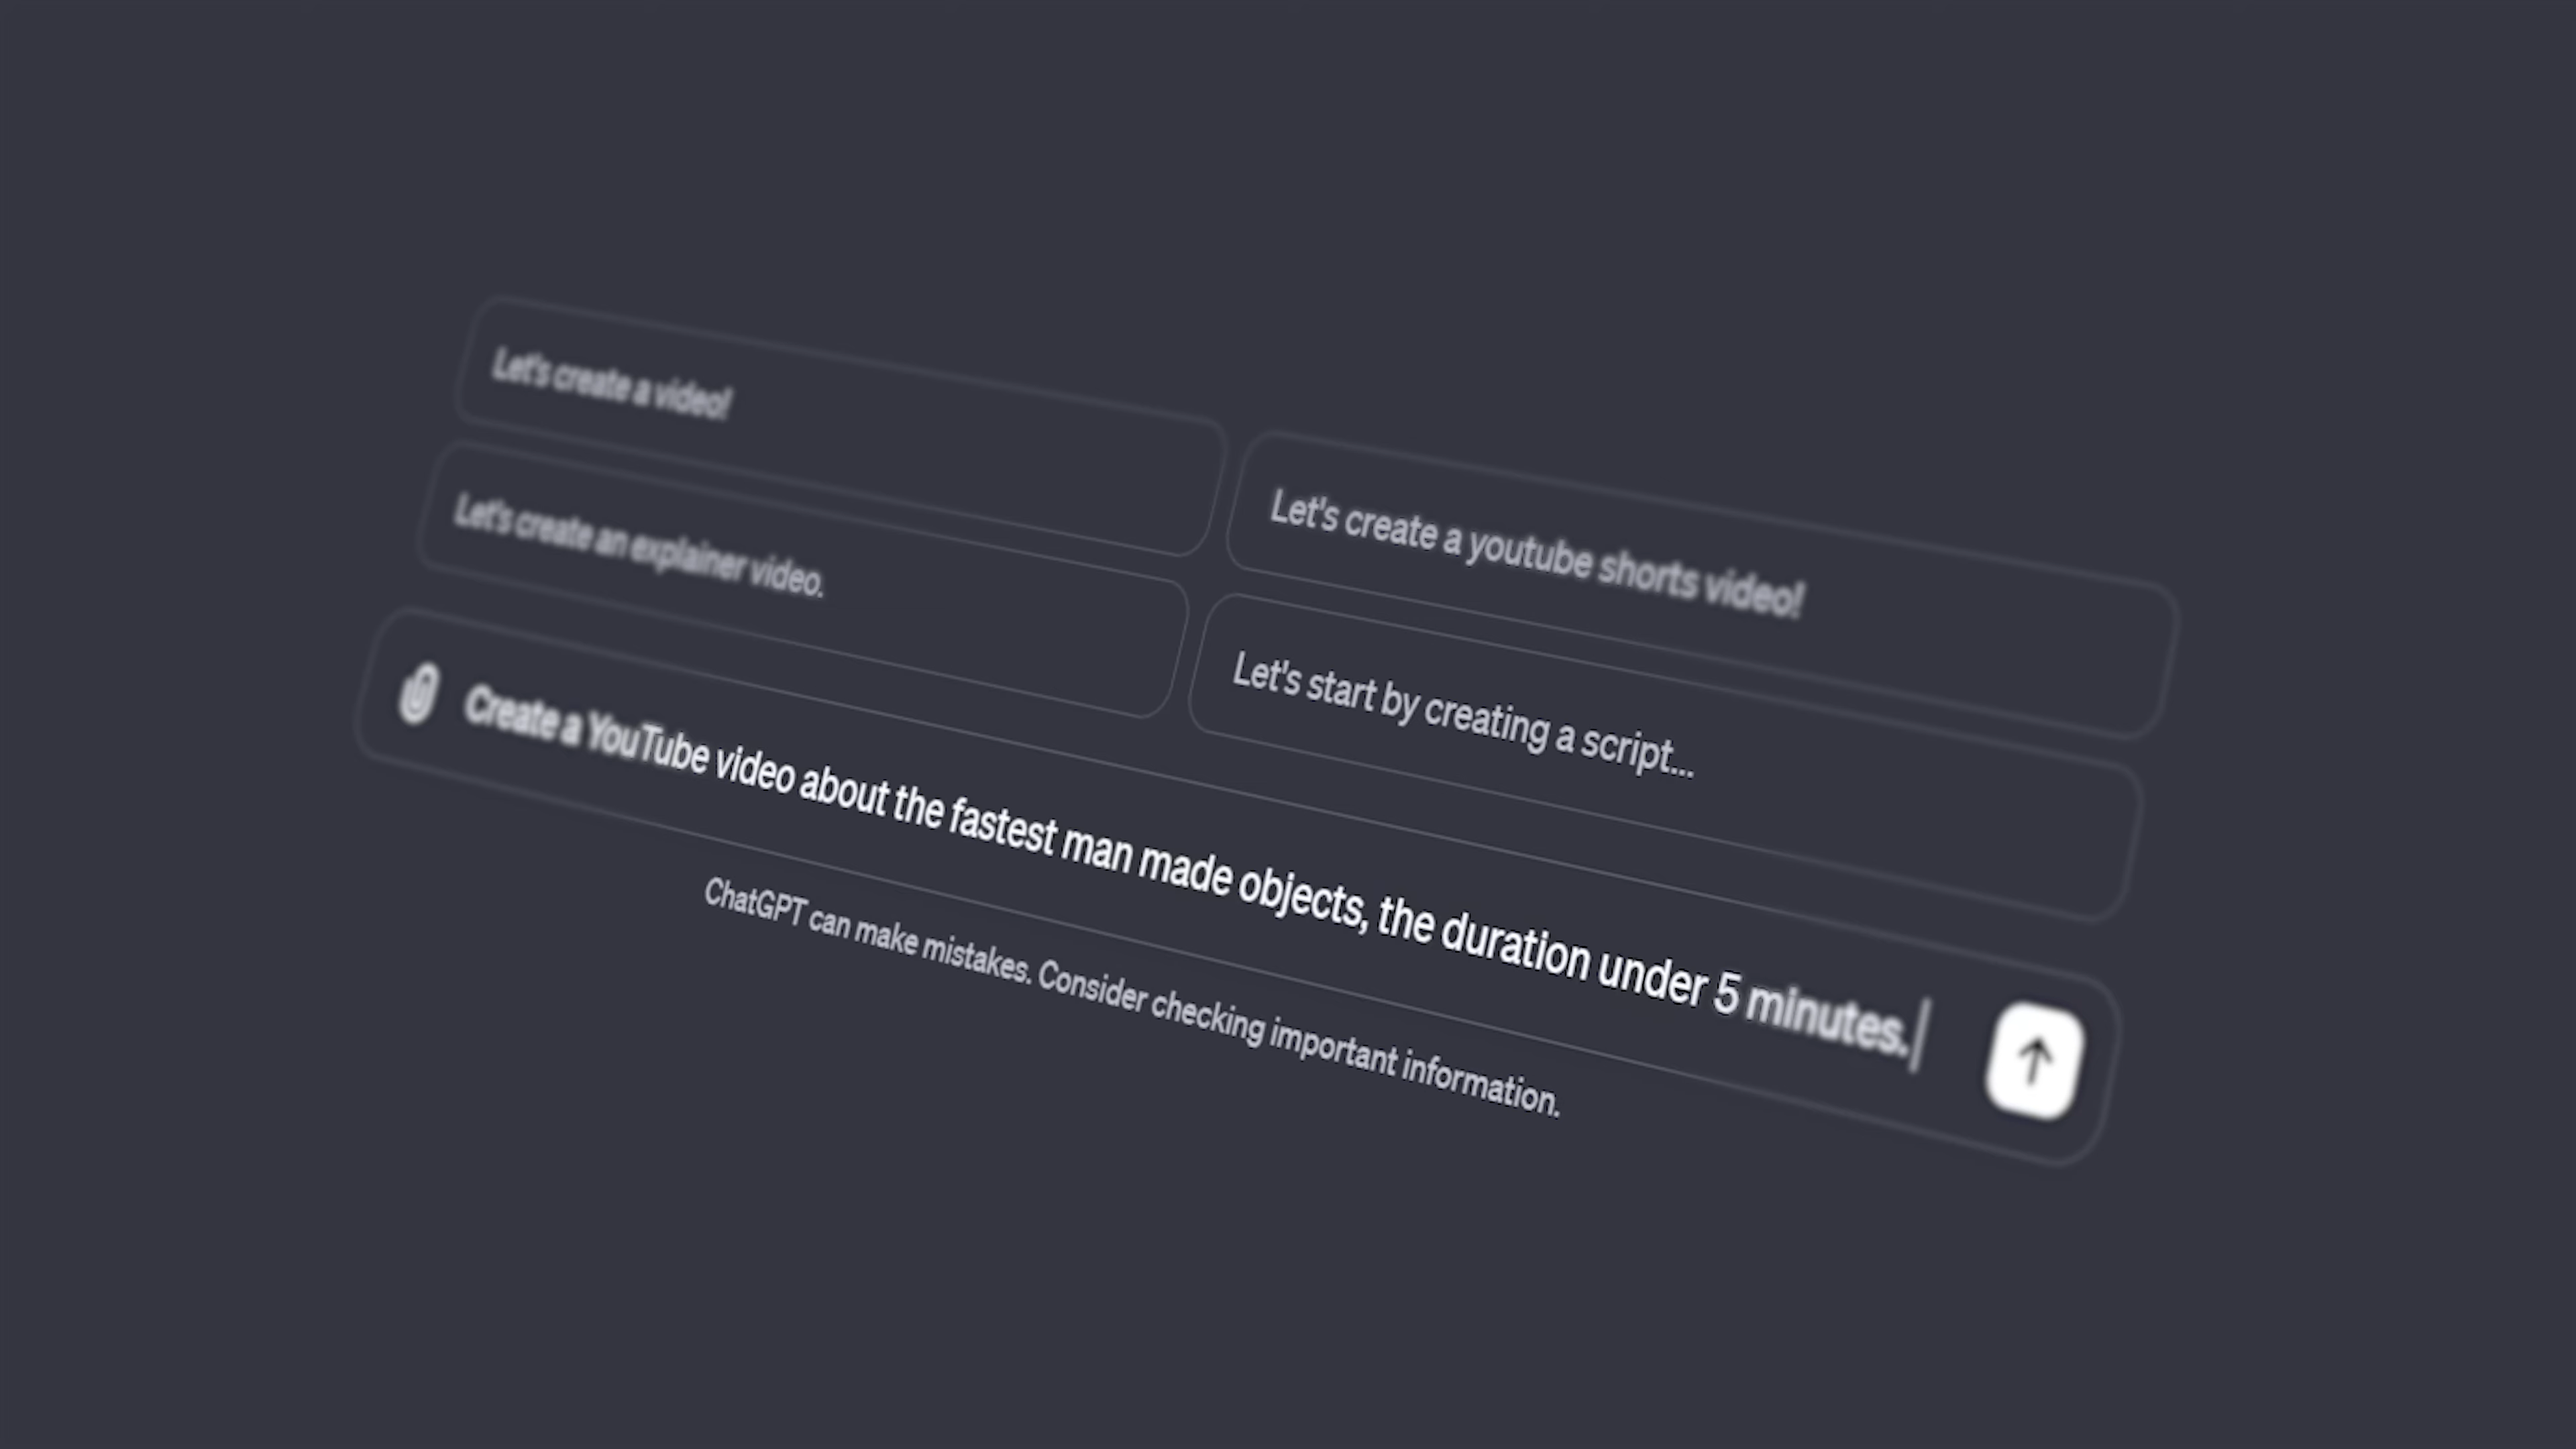 Let's create a video!
Let's create a youtube shorts video!
Let's create an explainer video.
Let's start by creating a script...
Create a YouTube video about the fastest man made objects, the duration under 5 minutes.
ChatGPT can make mistakes. Consider checking important information.